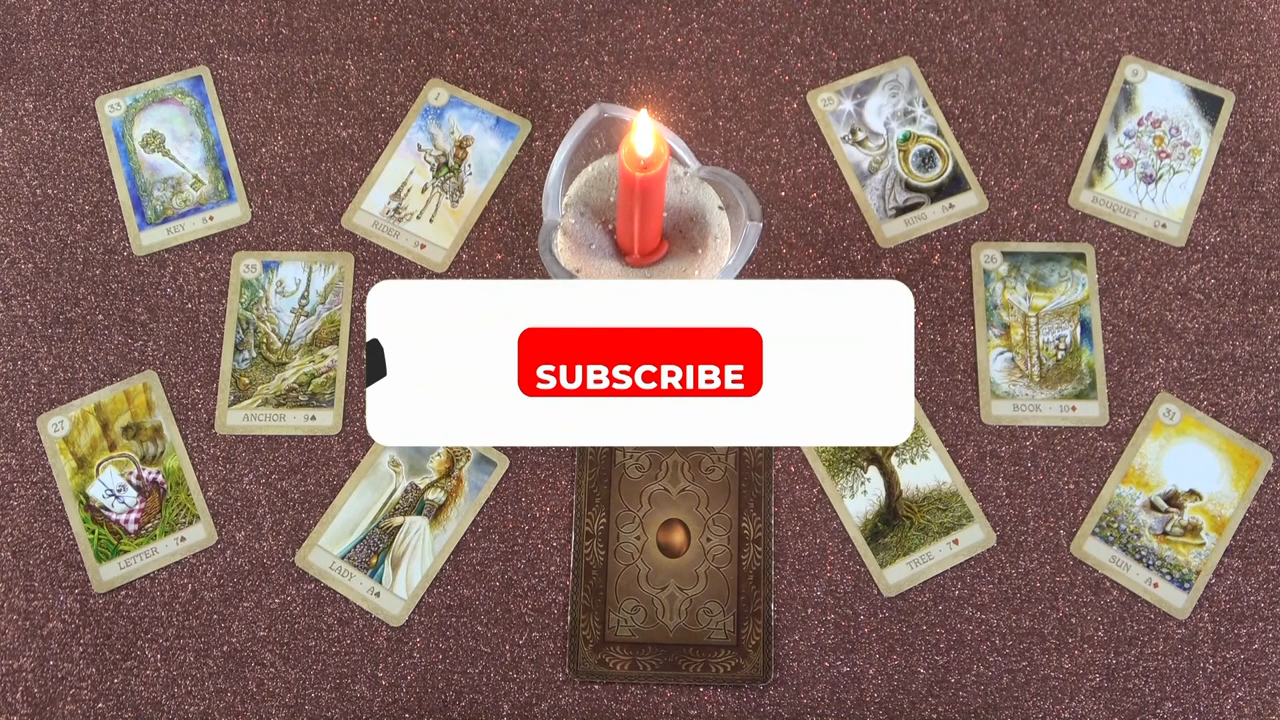 33
KEY · 8♦
1
RIDER · 9♥
28
RING · A♣
9
BOUQUET · Q♠
35
ANCHOR · 9♠
SUBSCRIBE
26
BOOK · 10♦
27
LETTER · 7♠
LADY · A♠
TREE · 7♥
31
SUN · A♦